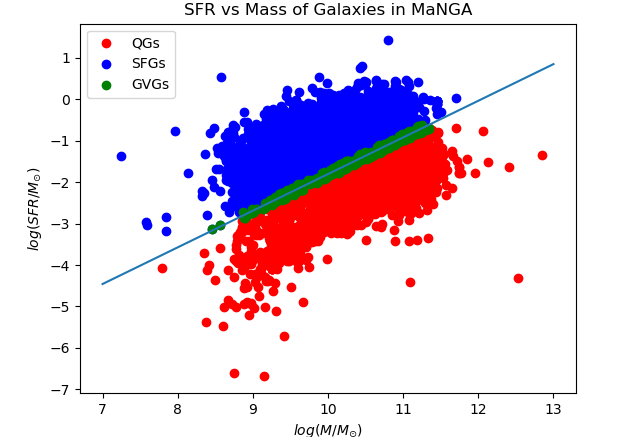 SFR vs Mass of Galaxies in MaNGA
QGs
SFGs
GVGs
1
0
−1
−2
−3
−4
−5
−6
−7
log(SFR/M☉)
7 8 9 10 11 12 13
log(M/M☉)